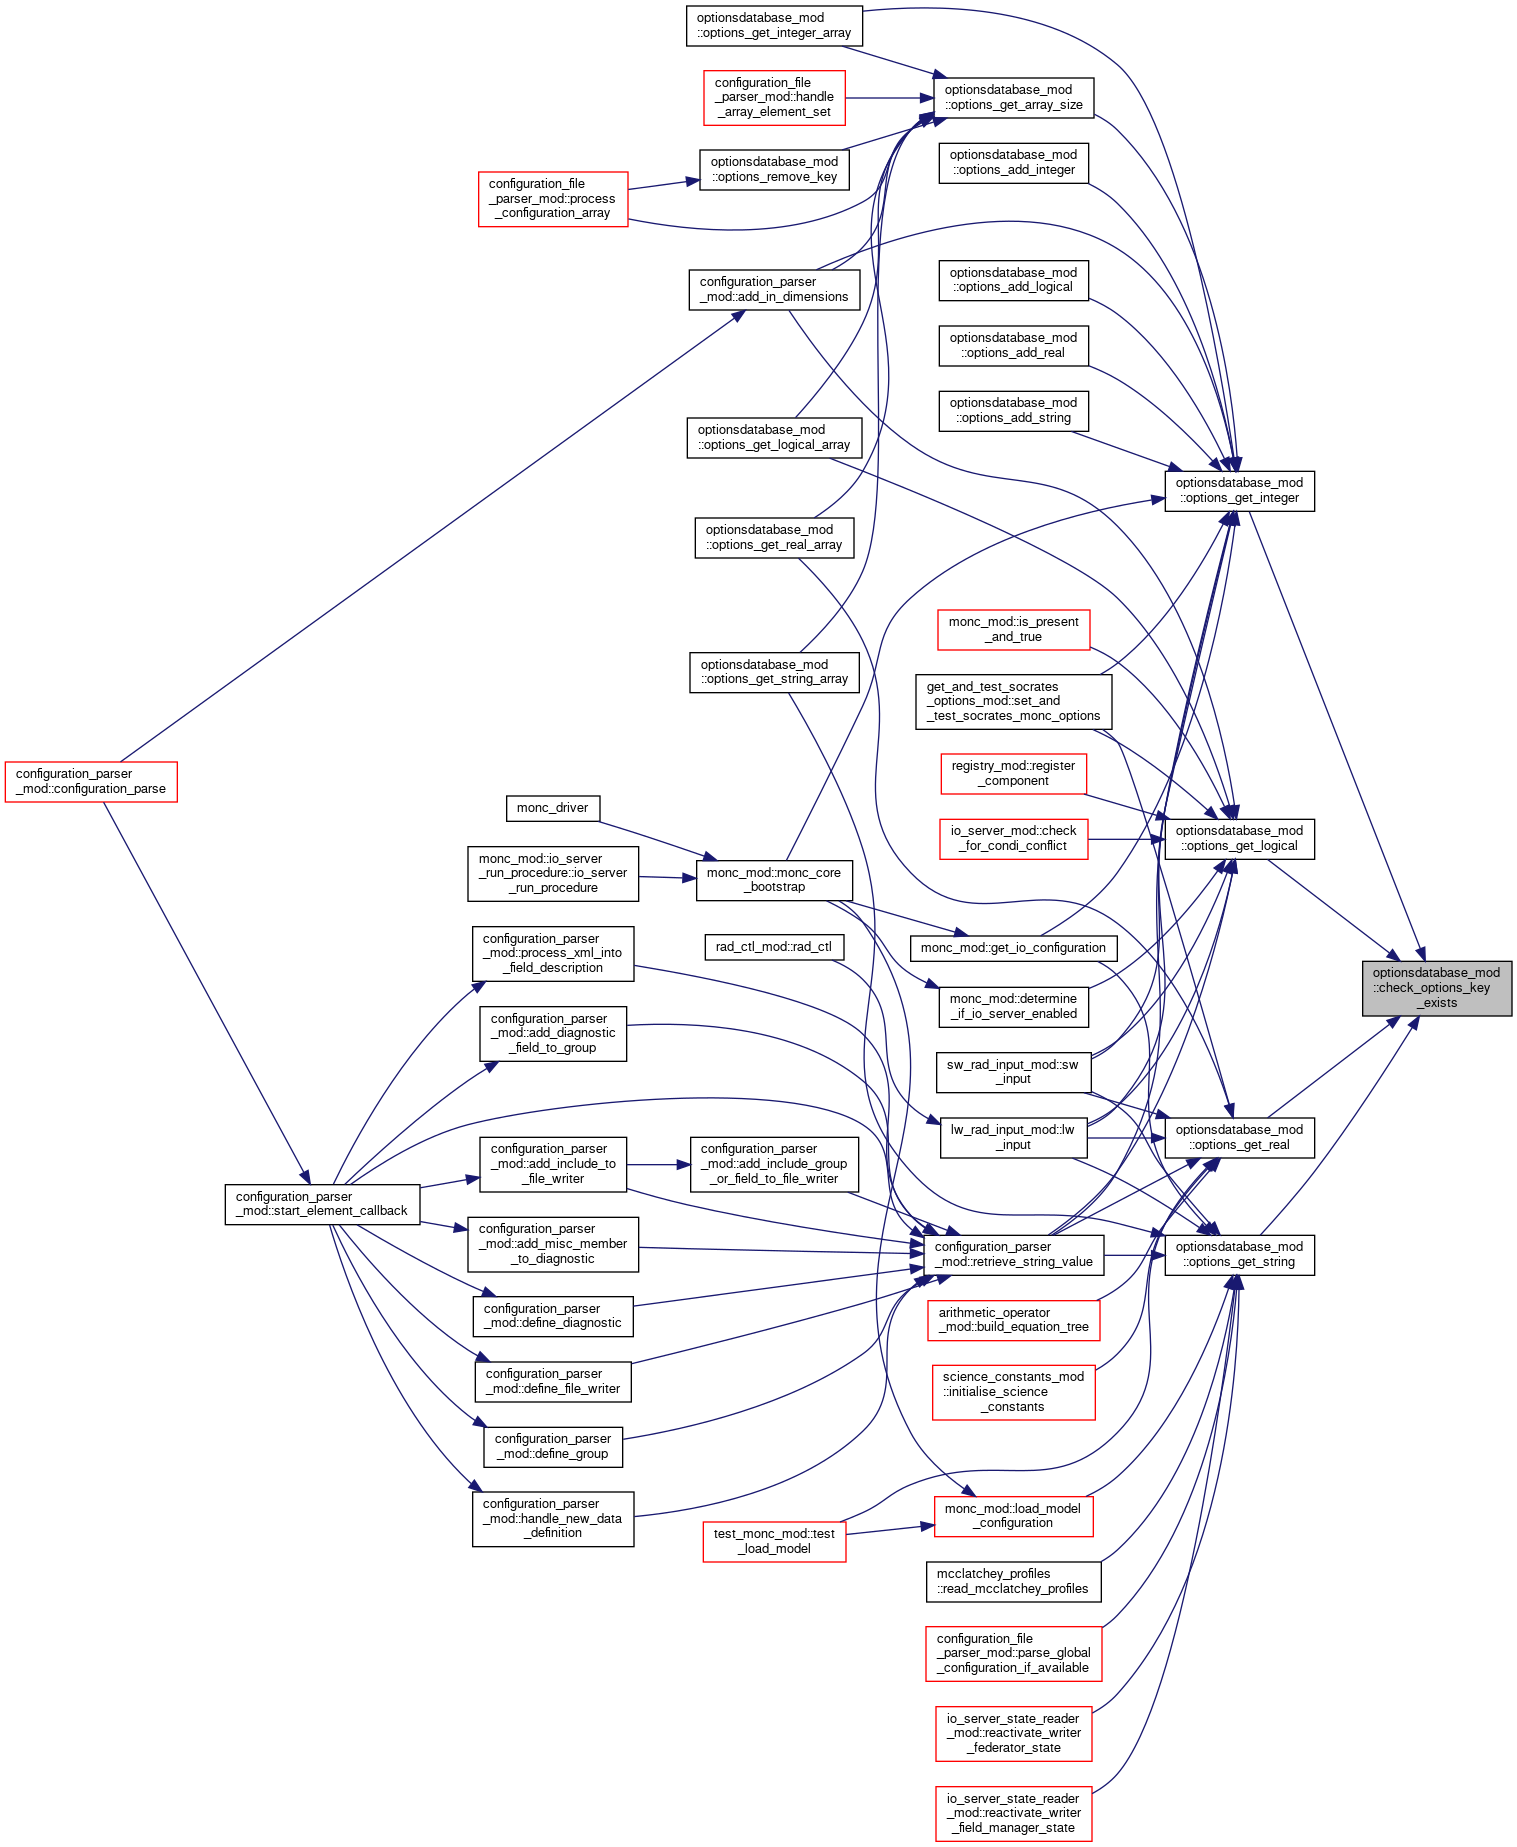 optionsdatabase_mod
::options_get_integer_array
configuration_file
_parser_mod::handle
_array_element_set
optionsdatabase_mod
::options_get_array_size
optionsdatabase_mod
::options_remove_key
optionsdatabase_mod
::options_add_integer
configuration_file
_parser_mod::process
_configuration_array
configuration_parser
_mod::add_in_dimensions
optionsdatabase_mod
::options_add_logical
optionsdatabase_mod
::options_add_real
optionsdatabase_mod
::options_add_string
optionsdatabase_mod
::options_get_logical_array
optionsdatabase_mod
::options_get_integer
optionsdatabase_mod
::options_get_real_array
monc_mod::is_present
_and_true
optionsdatabase_mod
::options_get_string_array
get_and_test_socrates
_options_mod::set_and
_test_socrates_monc_options
configuration_parser
_mod::configuration_parse
registry_mod::register
_component
monc_driver
io_server_mod::check
_for_condi_conflict
optionsdatabase_mod
::options_get_logical
monc_mod::io_server
_run_procedure::io_server
_run_procedure
monc_mod::monc_core
_bootstrap
configuration_parser
_mod::process_xml_into
_field_description
rad_ctl_mod::rad_ctl
monc_mod::get_io_configuration
optionsdatabase_mod
::check_options_key
_exists
monc_mod::determine
_if_io_server_enabled
configuration_parser
_mod::add_diagnostic
_field_to_group
sw_rad_input_mod::sw
_input
lw_rad_input_mod::lw
_input
optionsdatabase_mod
::options_get_real
configuration_parser
_mod::add_include_to
_file_writer
configuration_parser
_mod::add_include_group
_or_field_to_file_writer
configuration_parser
_mod::start_element_callback
configuration_parser
_mod::add_misc_member
_to_diagnostic
configuration_parser
_mod::retrieve_string_value
optionsdatabase_mod
::options_get_string
configuration_parser
_mod::define_diagnostic
arithmetic_operator
_mod::build_equation_tree
configuration_parser
_mod::define_file_writer
science_constants_mod
::initialise_science
_constants
configuration_parser
_mod::define_group
configuration_parser
_mod::handle_new_data
_definition
monc_mod::load_model
_configuration
test_monc_mod::test
_load_model
mcclatchey_profiles
::read_mcclatchey_profiles
configuration_file
_parser_mod::parse_global
_configuration_if_available
io_server_state_reader
_mod::reactivate_writer
_federator_state
io_server_state_reader
_mod::reactivate_writer
_field_manager_state